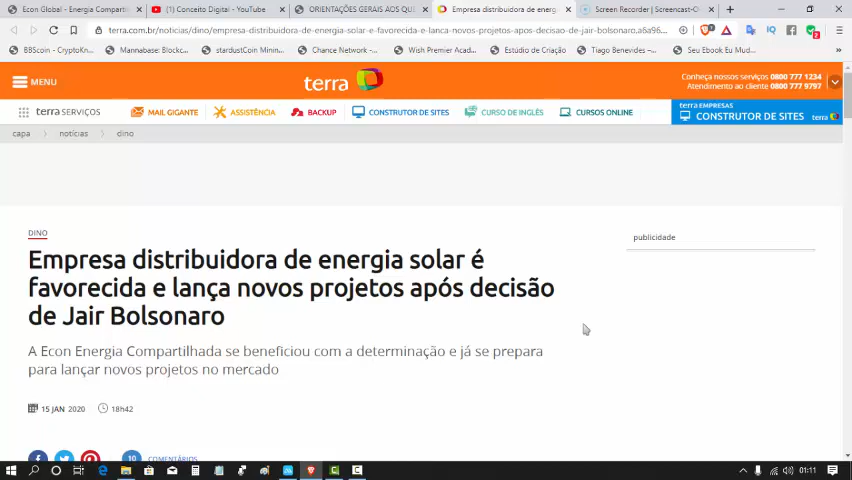 Econ Global - Energia Comparti
(1) Conceito Digital - YouTube
ORIENTAÇÕES GERAIS AOS QUE
Empresa distribuidora de energ
Screen Recorder | Screencast-O
terra.com.br/noticias/dino/empresa-distribuidora-de-energia-solar-e-favorecida-e-lanca-novos-projetos-apos-decisao-de-jair-bolsonaro,a6a96...
BBScoin - CryptoKn...
Mannabase: Blockc...
stardustCoin Minin...
Chance Network -...
Wish Premier Acad...
Estúdio de Criação
Tiago Benevides –...
Seu Ebook Eu Mud...
MENU
terra
Conheça nossos serviços 0800 777 1234
Atendimento ao cliente 0800 777 9797
terra SERVIÇOS
MAIL GIGANTE
ASSISTÊNCIA
BACKUP
CONSTRUTOR DE SITES
CURSO DE INGLÊS
CURSOS ONLINE
terra EMPRESAS
CONSTRUTOR DE SITES
terra
capa
notícias
dino
DINO
publicidade
Empresa distribuidora de energia solar é
favorecida e lança novos projetos após decisão
de Jair Bolsonaro
A Econ Energia Compartilhada se beneficiou com a determinação e já se prepara
para lançar novos projetos no mercado
15 JAN 2020
18h42
10
COMENTÁRIOS
01:11